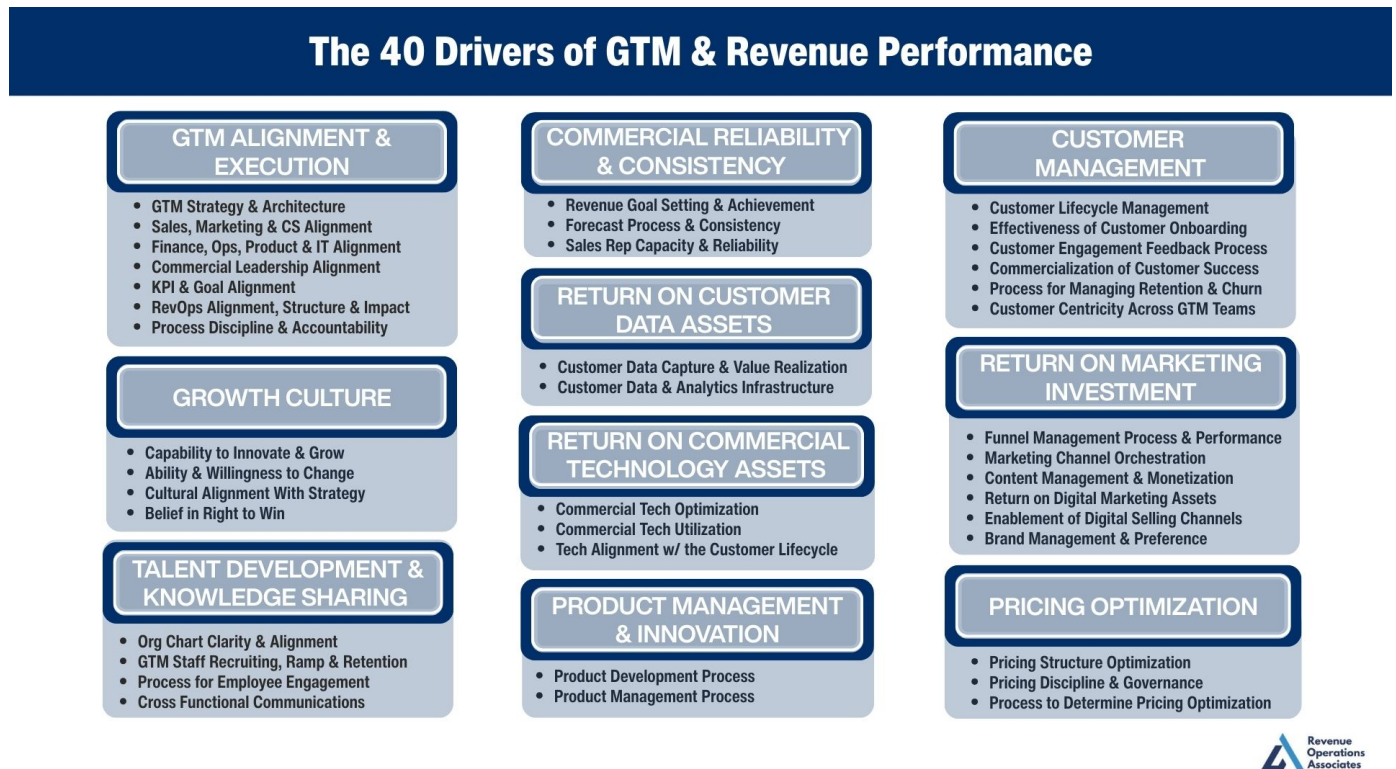 The 40 Drivers of GTM & Revenue Performance
GTM ALIGNMENT &
EXECUTION
• GTM Strategy & Architecture
• Sales, Marketing & CS Alignment
• Finance, Ops, Product & IT Alignment
• Commercial Leadership Alignment
• KPI & Goal Alignment
• RevOps Alignment, Structure & Impact
• Process Discipline & Accountability
GROWTH CULTURE
• Capability to Innovate & Grow
• Ability & Willingness to Change
• Cultural Alignment With Strategy
• Belief in Right to Win
TALENT DEVELOPMENT &
KNOWLEDGE SHARING
• Org Chart Clarity & Alignment
• GTM Staff Recruiting, Ramp & Retention
• Process for Employee Engagement
• Cross Functional Communications
COMMERCIAL RELIABILITY
& CONSISTENCY
• Revenue Goal Setting & Achievement
• Forecast Process & Consistency
• Sales Rep Capacity & Reliability
RETURN ON CUSTOMER
DATA ASSETS
• Customer Data Capture & Value Realization
• Customer Data & Analytics Infrastructure
RETURN ON COMMERCIAL
TECHNOLOGY ASSETS
• Commercial Tech Optimization
• Commercial Tech Utilization
• Tech Alignment w/ the Customer Lifecycle
PRODUCT MANAGEMENT
& INNOVATION
• Product Development Process
• Product Management Process
CUSTOMER
MANAGEMENT
• Customer Lifecycle Management
• Effectiveness of Customer Onboarding
• Customer Engagement Feedback Process
• Commercialization of Customer Success
• Process for Managing Retention & Churn
• Customer Centricity Across GTM Teams
RETURN ON MARKETING
INVESTMENT
• Funnel Management Process & Performance
• Marketing Channel Orchestration
• Content Management & Monetization
• Return on Digital Marketing Assets
• Enablement of Digital Selling Channels
• Brand Management & Preference
PRICING OPTIMIZATION
• Pricing Structure Optimization
• Pricing Discipline & Governance
• Process to Determine Pricing Optimization
Revenue
Operations
Associates